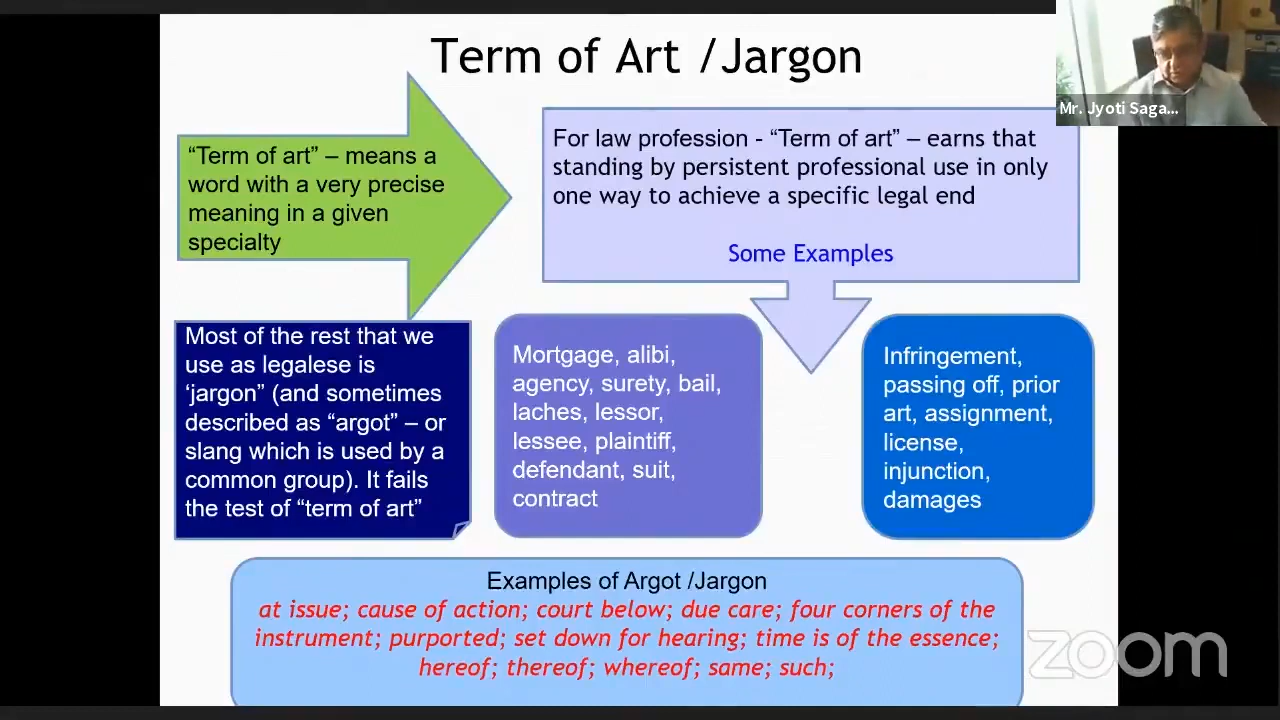 Term of Art /Jargon
Mr. Jyoti Saga...
“Term of art” – means a
word with a very precise
meaning in a given
specialty
For law profession - “Term of art” – earns that
standing by persistent professional use in only
one way to achieve a specific legal end
Some Examples
Most of the rest that we
use as legalese is
‘jargon” (and sometimes
described as “argot” – or
slang which is used by a
common group). It fails
the test of “term of art”
Mortgage, alibi,
agency, surety, bail,
laches, lessor,
lessee, plaintiff,
defendant, suit,
contract
Infringement,
passing off, prior
art, assignment,
license,
injunction,
damages
Examples of Argot /Jargon
at issue; cause of action; court below; due care; four corners of the
instrument; purported; set down for hearing; time is of the essence;
hereof; thereof; whereof; same; such;
zoom